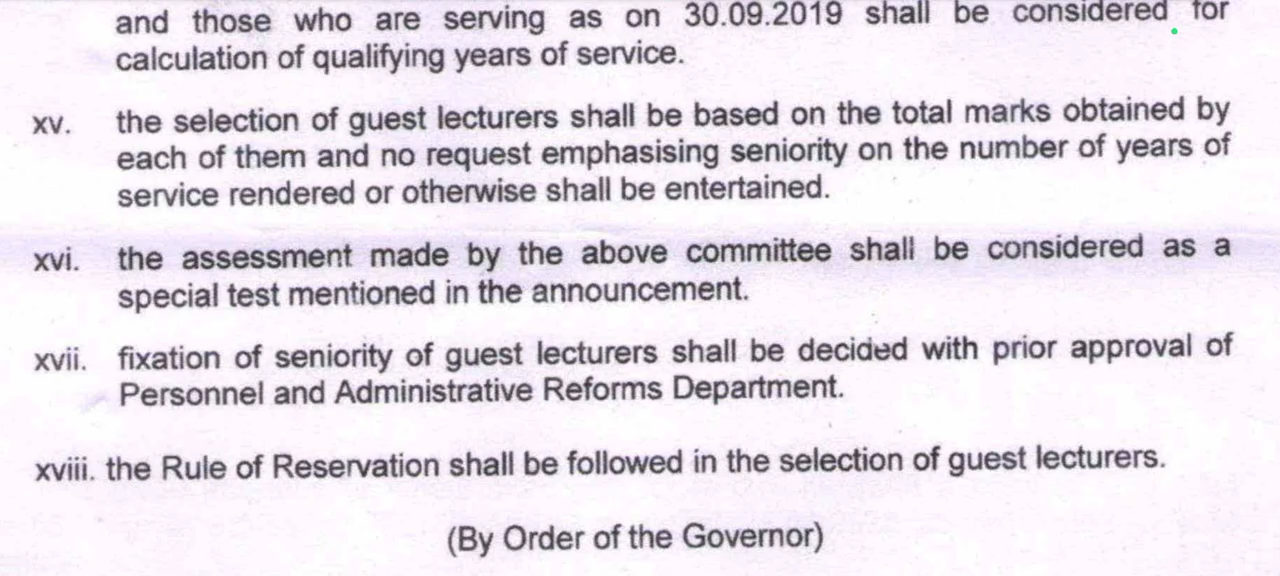 and those who are serving as on 30.09.2019 shall be considered for
calculation of qualifying years of service.
xv. the selection of guest lecturers shall be based on the total marks obtained by
each of them and no request emphasising seniority on the number of years of
service rendered or otherwise shall be entertained.
xvi. the assessment made by the above committee shall be considered as a
special test mentioned in the announcement.
xvii. fixation of seniority of guest lecturers shall be decided with prior approval of
Personnel and Administrative Reforms Department.
xviii. the Rule of Reservation shall be followed in the selection of guest lecturers.
(By Order of the Governor)